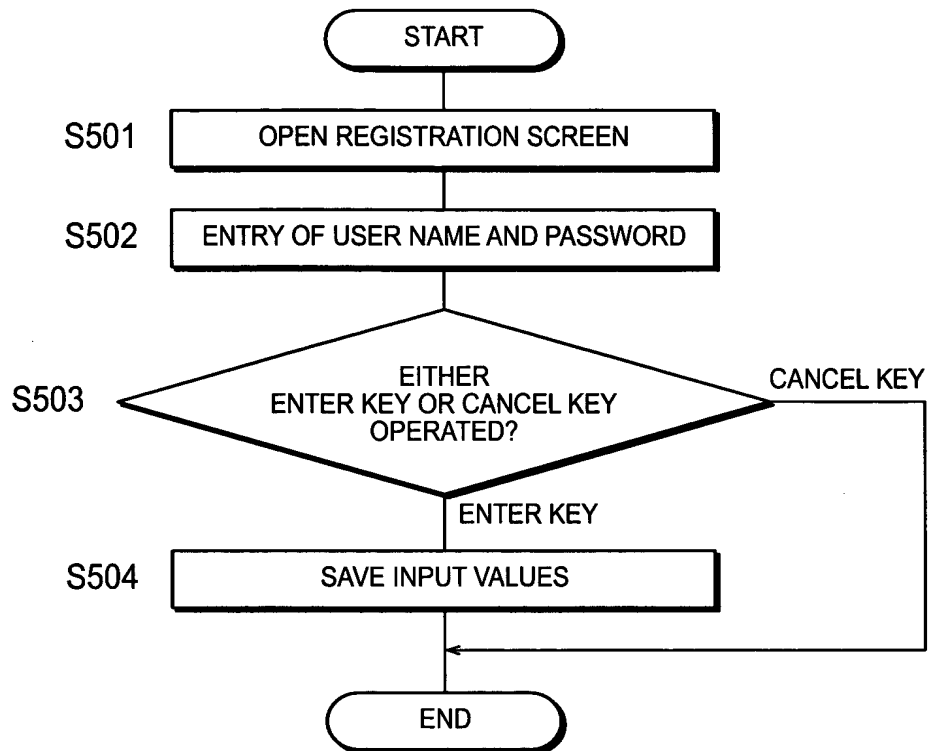 START
S501
OPEN REGISTRATION SCREEN
S502
ENTRY OF USER NAME AND PASSWORD
S503
EITHER
ENTER KEY OR CANCEL KEY
OPERATED?
CANCEL KEY
ENTER KEY
S504
SAVE INPUT VALUES
END